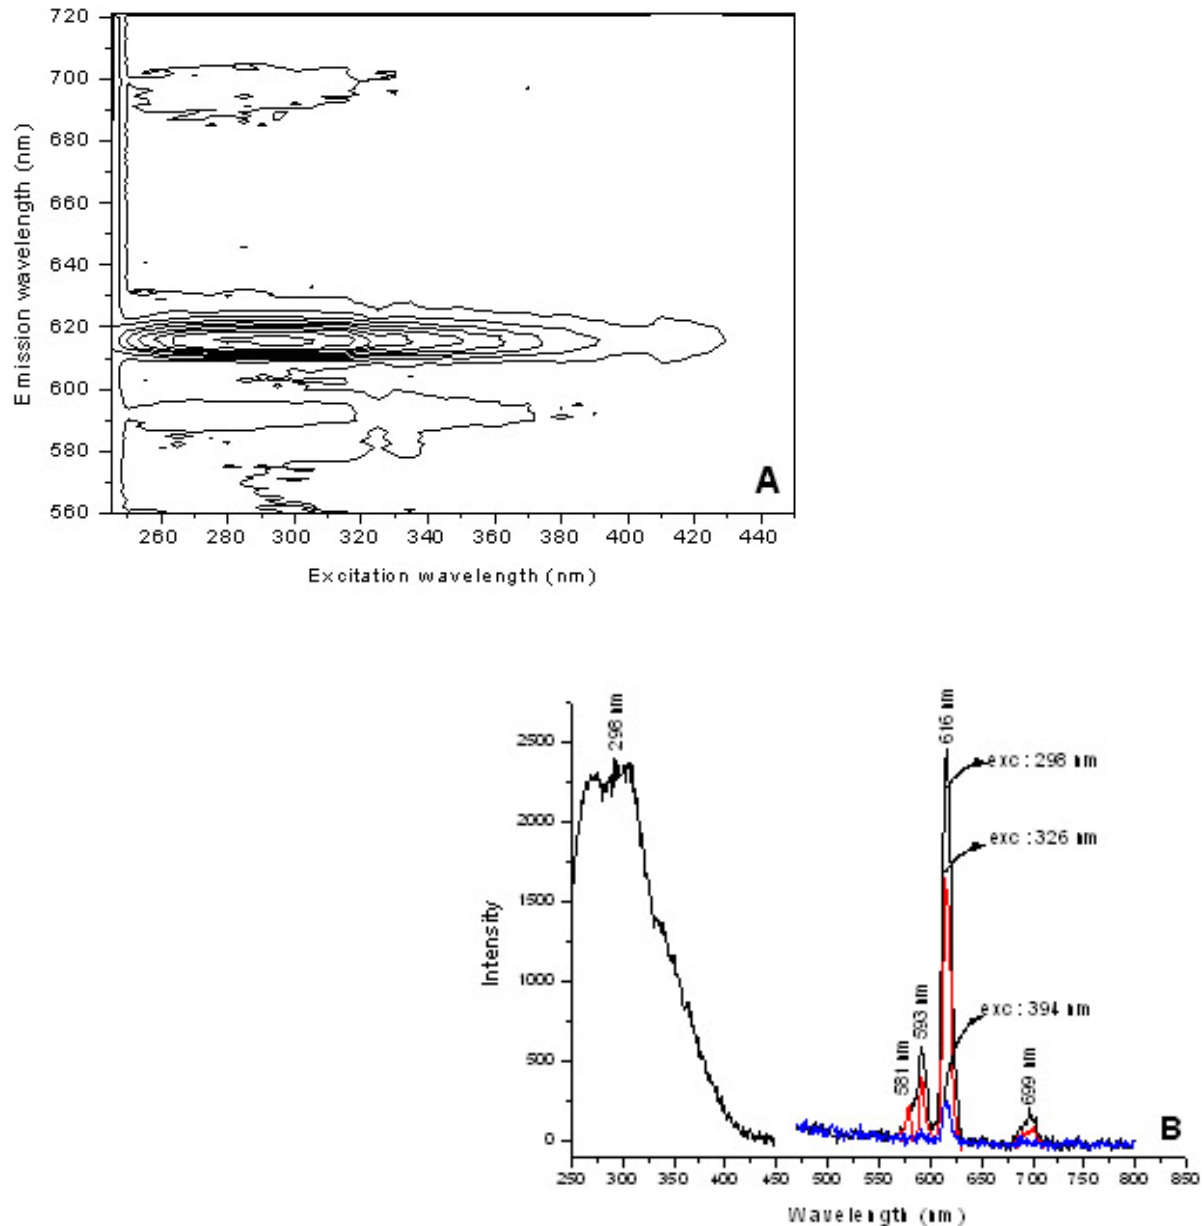 720
700
680
660
640
620
600
580
560
Emission wavelength (nm)
260 280 300 320 340 360 380 400 420 440
Excitation wavelength (nm)
A
2500
2000
1500
1000
500
0
Intensity
298 nm
616 nm
exc: 298 nm
exc: 326 nm
exc: 394 nm
581 nm
593 nm
699 nm
B
250 300 350 400 450 500 550 600 650 700 750 800 850
Wavelength (nm)